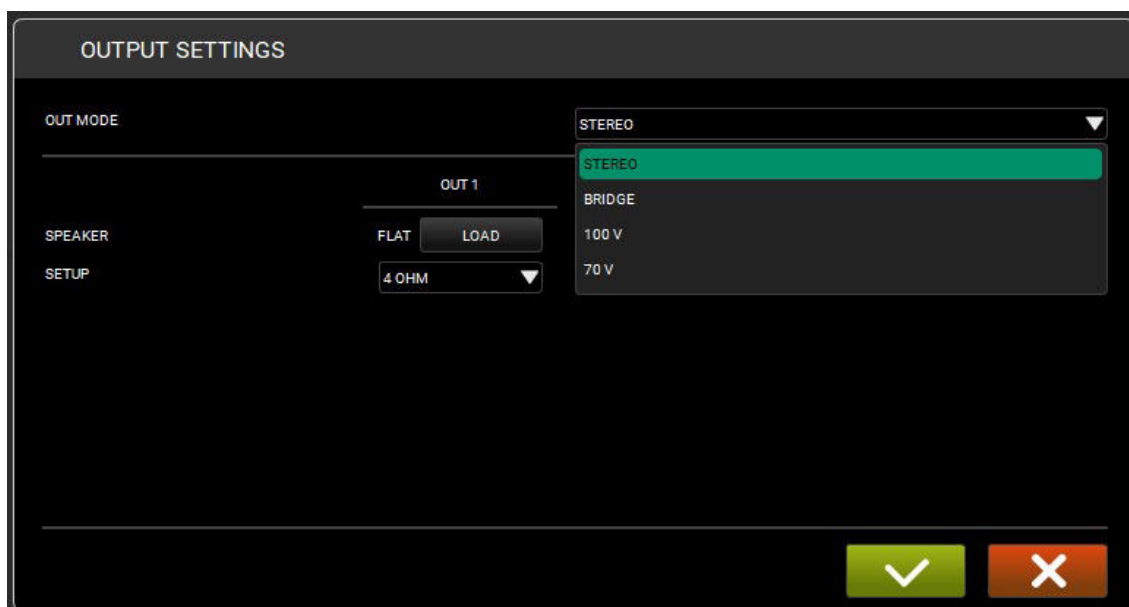 OUTPUT SETTINGS
OUT MODE
STEREO
STEREO
BRIDGE
100 V
70 V
OUT 1
SPEAKER
FLAT
LOAD
SETUP
4 OHM